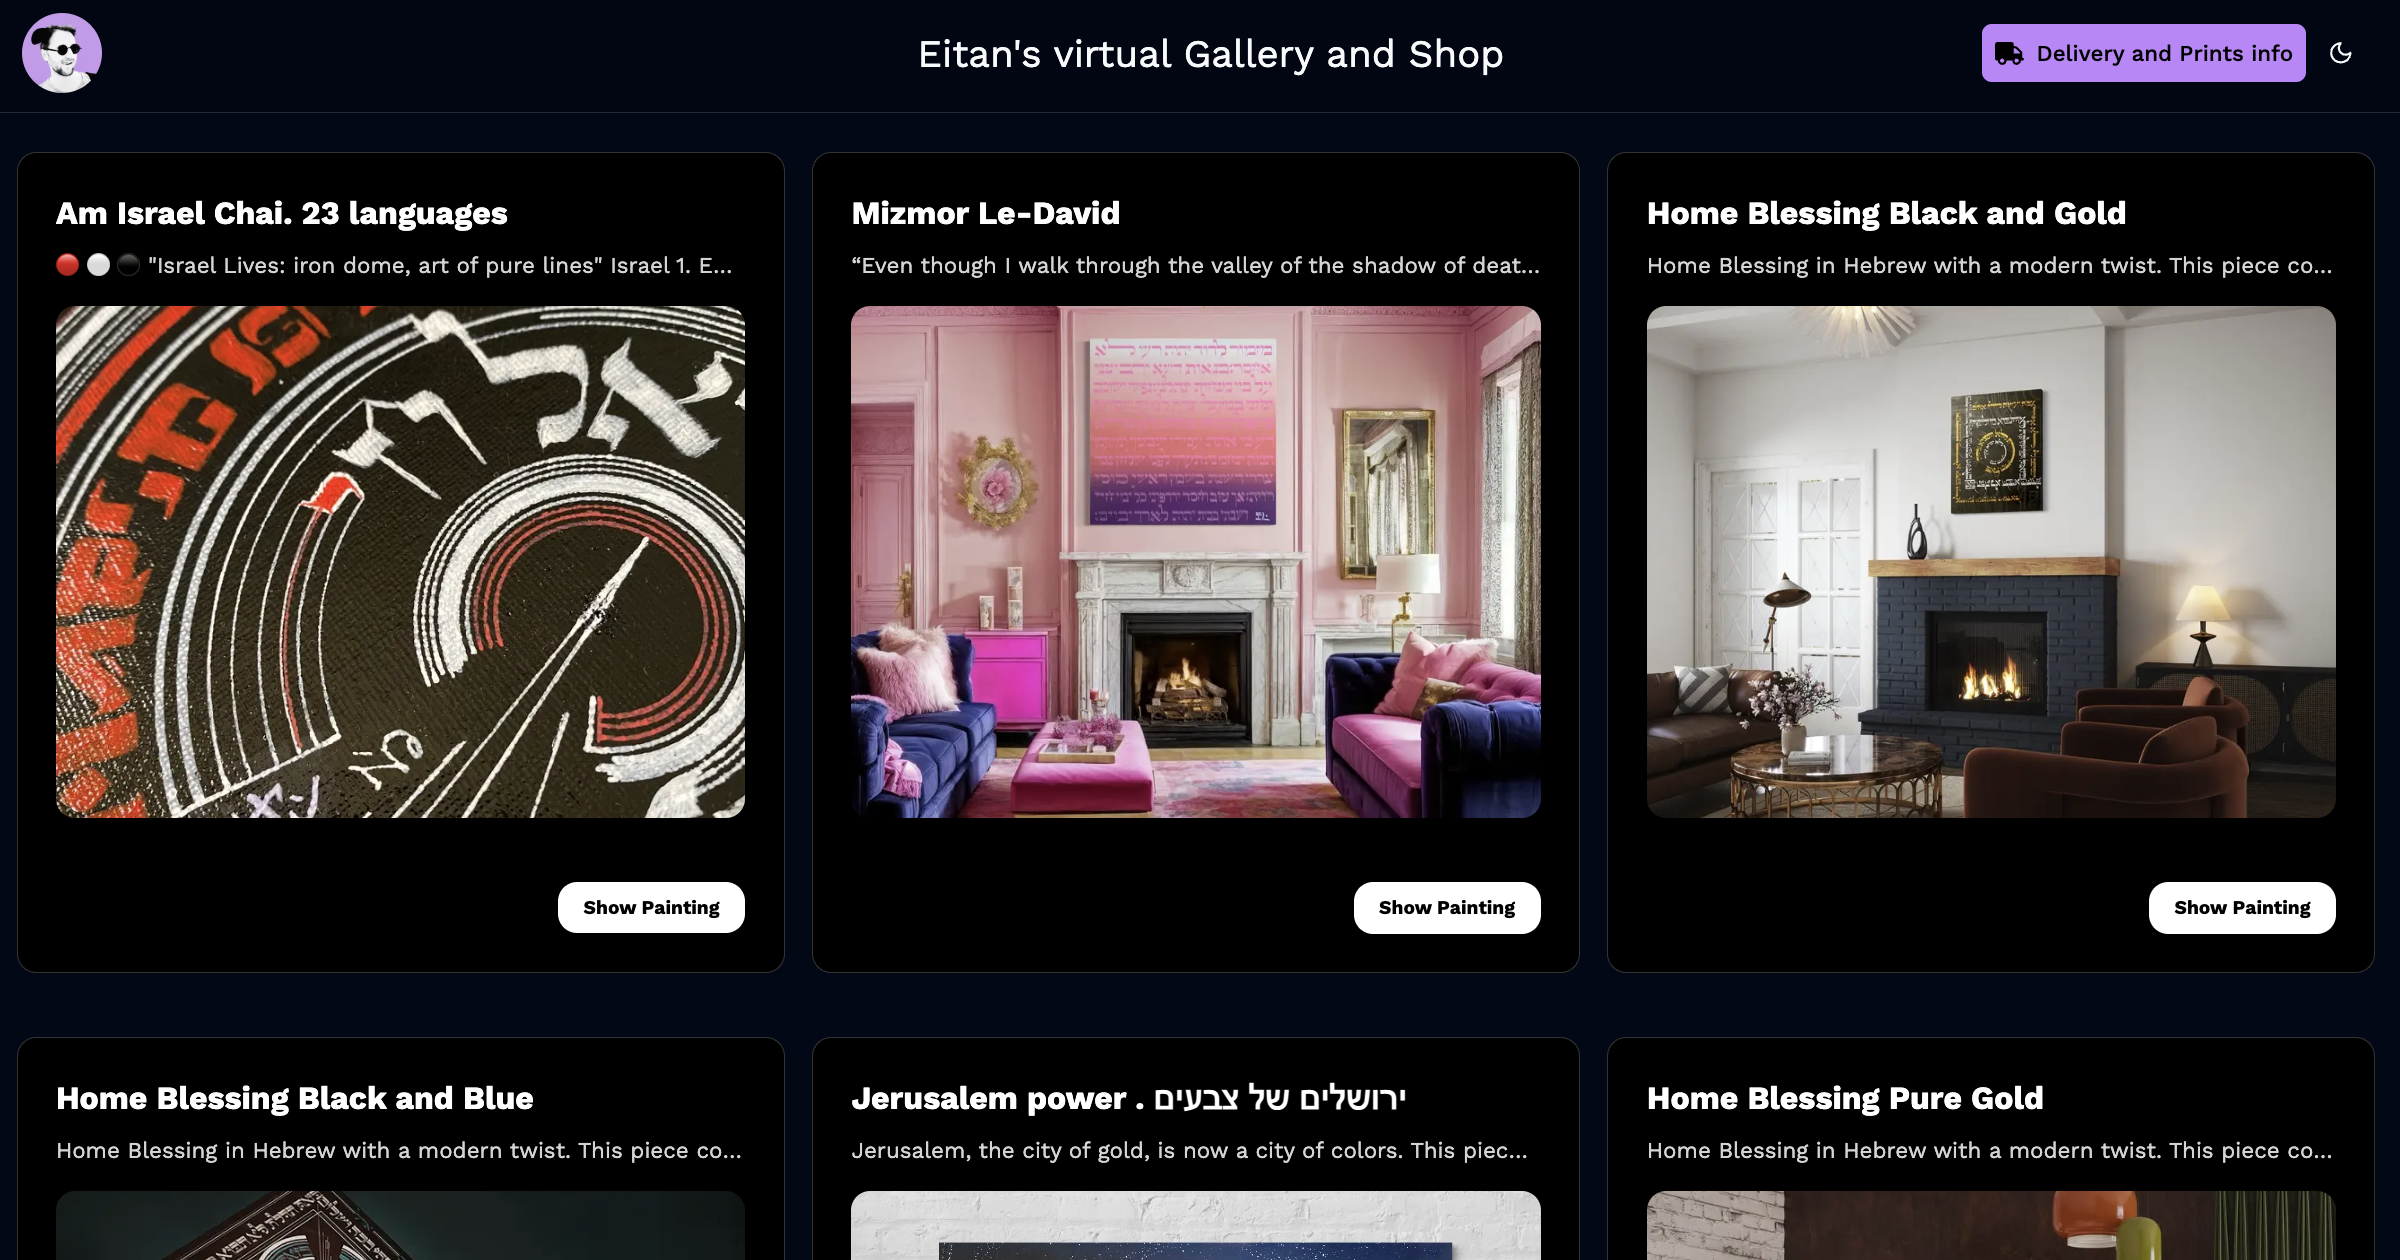 Eitan's virtual Gallery and Shop
Delivery and Prints info
Am Israel Chai. 23 languages
"Israel Lives: iron dome, art of pure lines" Israel 1. E...
Mizmor Le-David
“Even though I walk through the valley of the shadow of deat...
Home Blessing Black and Gold
Home Blessing in Hebrew with a modern twist. This piece co...
Show Painting
Show Painting
Show Painting
Home Blessing Black and Blue
Home Blessing in Hebrew with a modern twist. This piece co...
Jerusalem power . ירושלים של צבעים
Jerusalem, the city of gold, is now a city of colors. This piec...
Home Blessing Pure Gold
Home Blessing in Hebrew with a modern twist. This piece co...